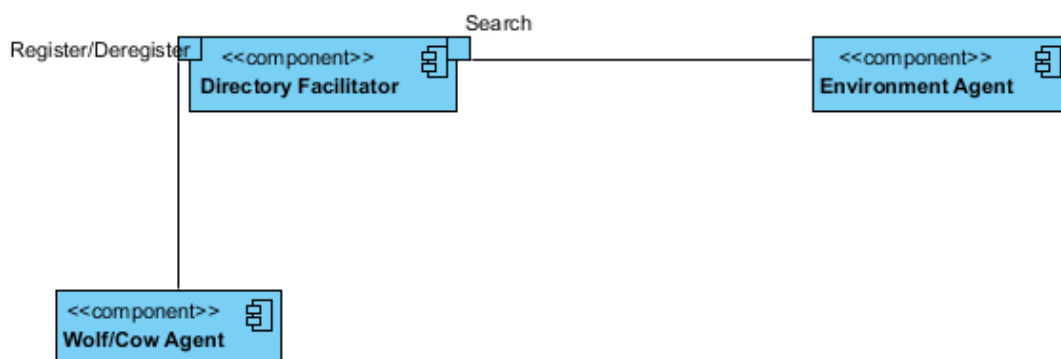 Search
Register/Deregister
<<component>>
Directory Facilitator
<<component>>
Environment Agent
<<component>>
Wolf/Cow Agent